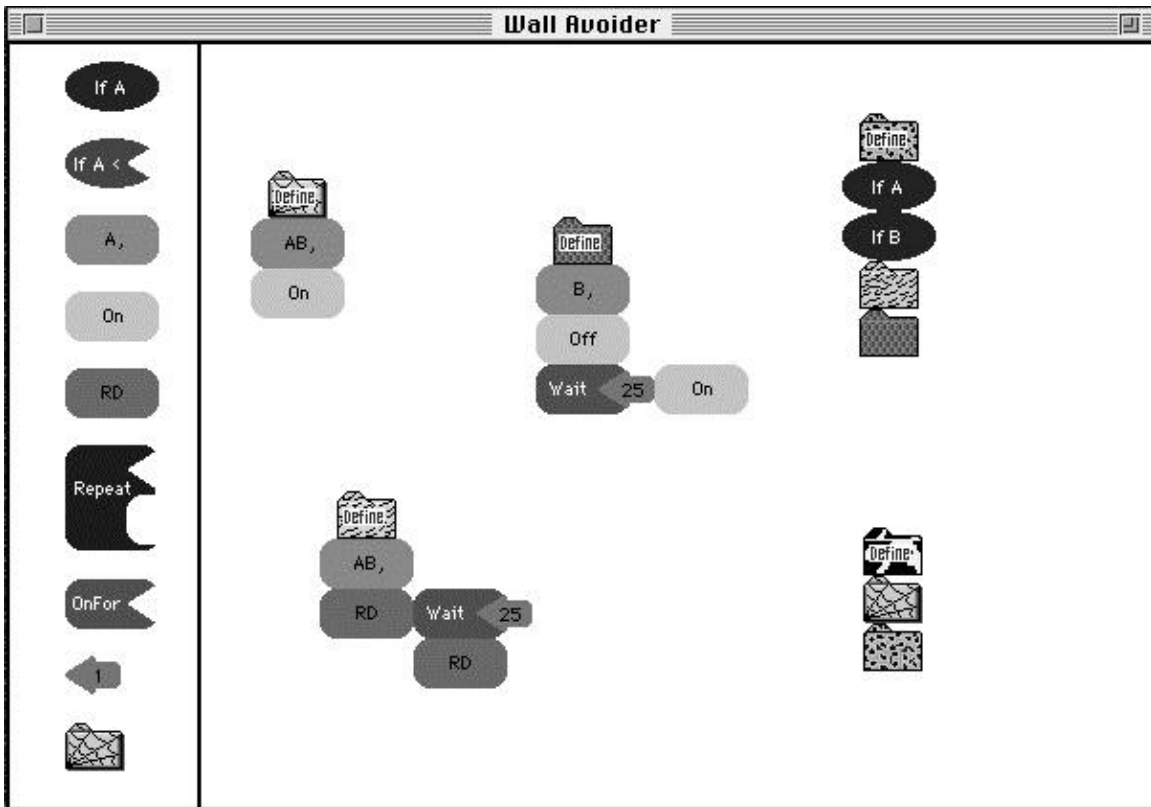 Wall Avoider
If A
If A <
A,
On
RD
Repeat
OnFor
1
Define
AB,
On
Define
B,
Off
Wait 25 On
Define
If A
If B
Define
AB,
RD Wait 25
RD
Define